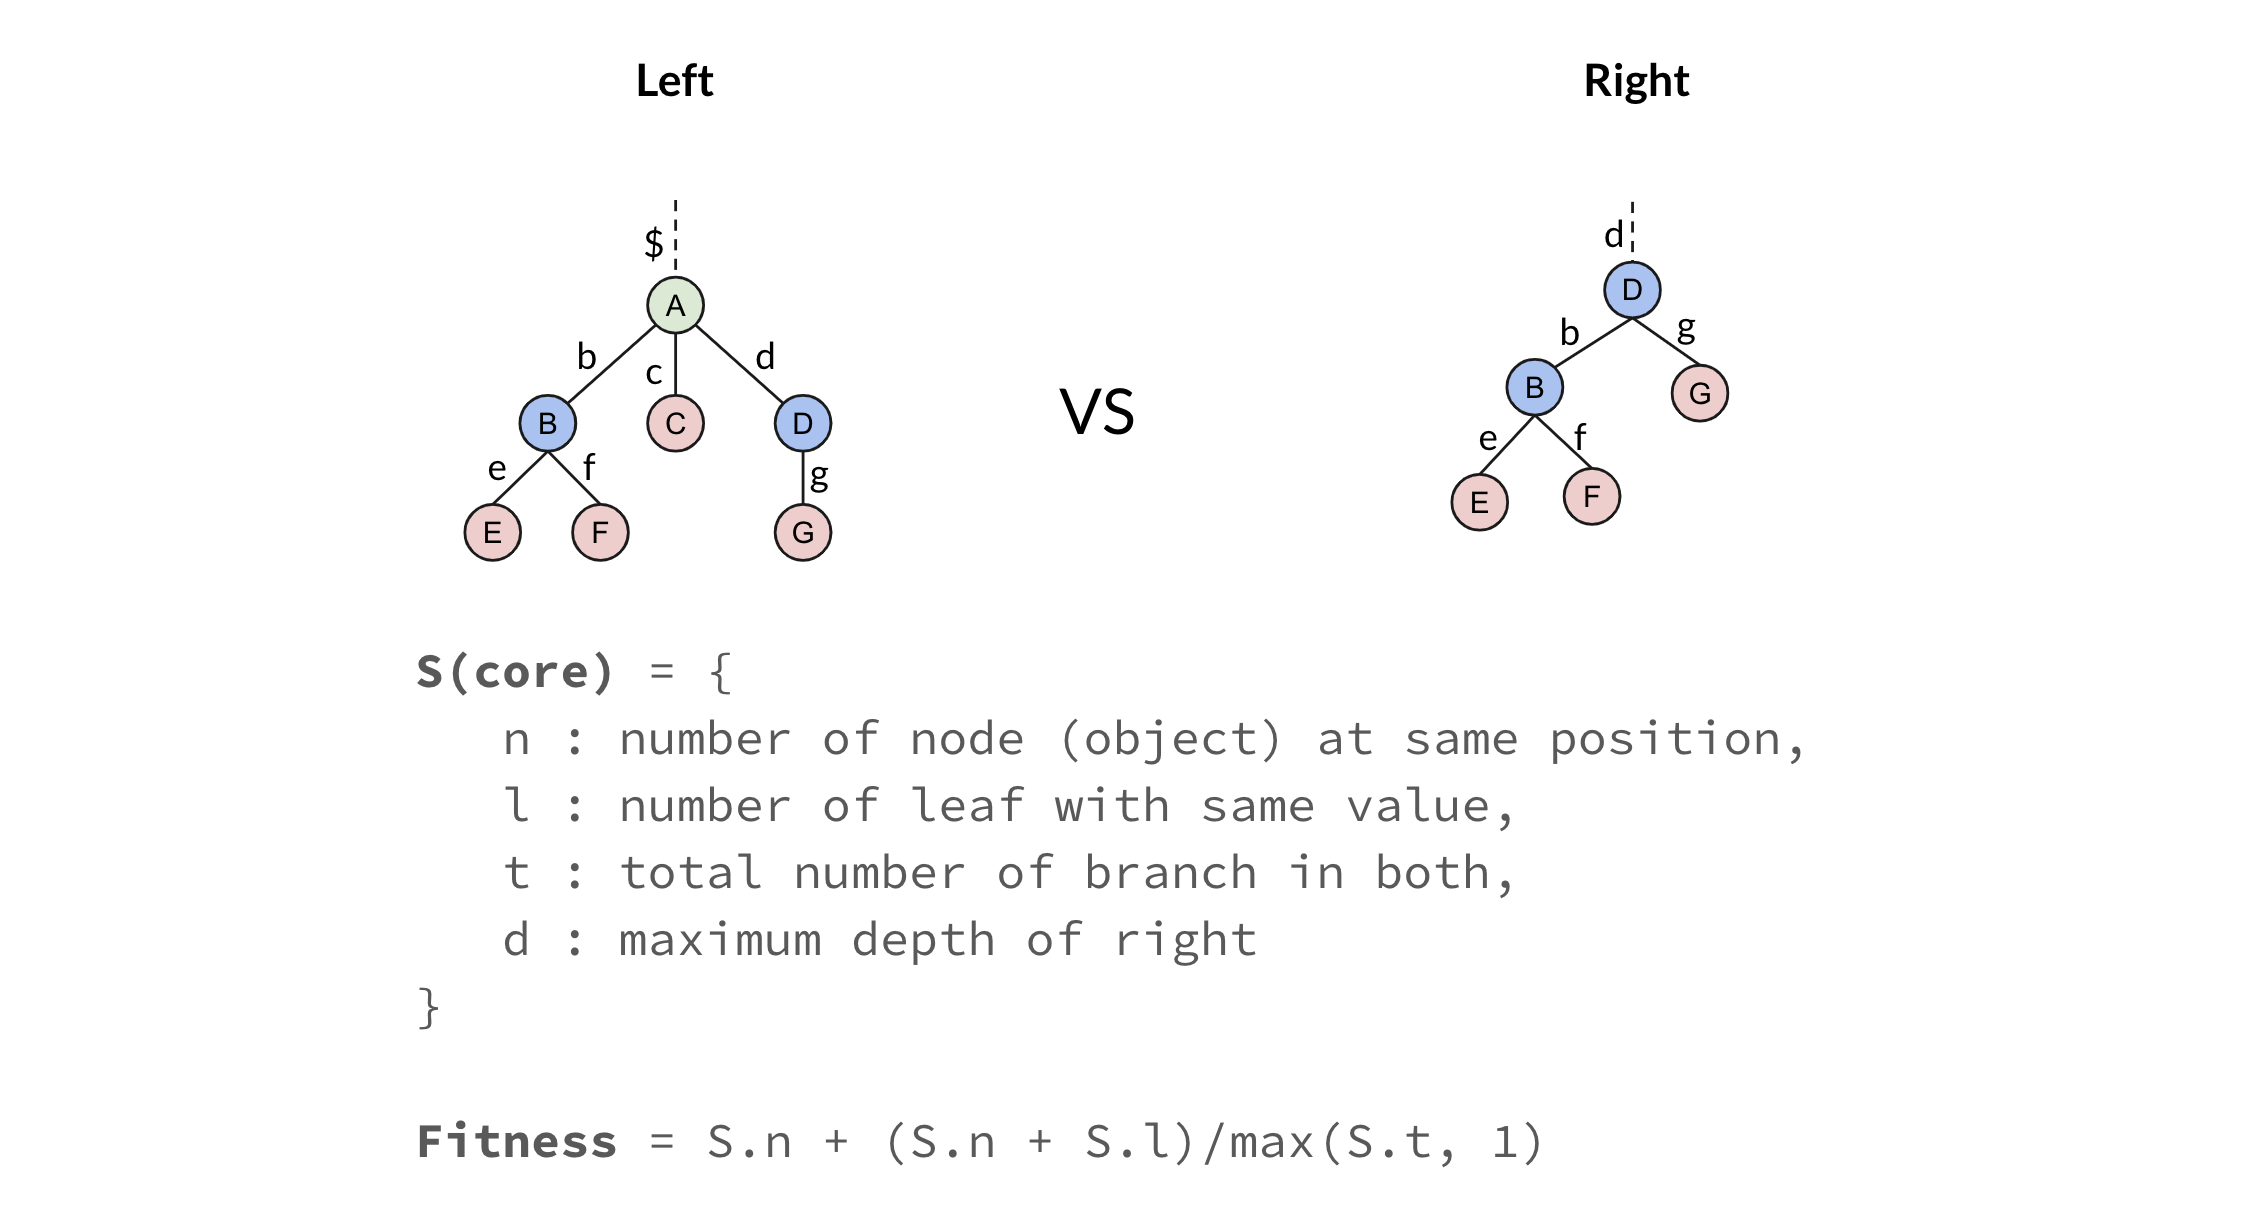 Left
Right
$
d
A
D
b
c
d
b
g
B
C
D
B
G
e
f
g
e
f
E
F
G
E
F
VS
S(core) = {
n : number of node (object) at same position,
l : number of leaf with same value,
t : total number of branch in both,
d : maximum depth of right
}
Fitness = S.n + (S.n + S.l)/max(S.t, 1)